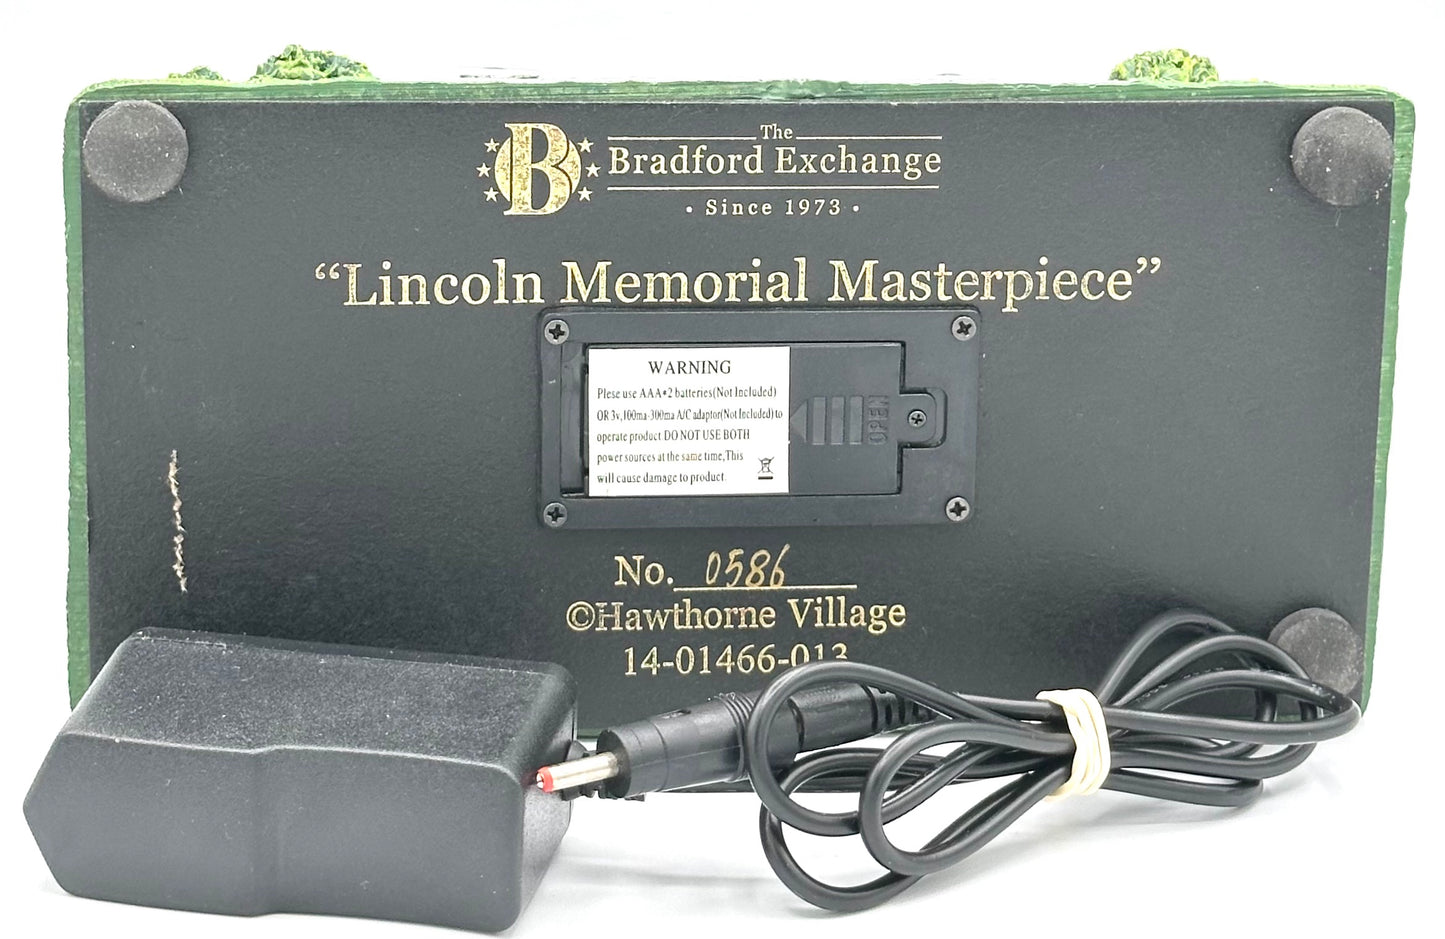 B
The
Bradford Exchange
• Since 1973 •
“Lincoln Memorial Masterpiece”
WARNING
Plese use AAA*2 batteries(Not Included)
OR 3v,100ma-300ma A/C adaptor(Not Included) to
operate product DO NOT USE BOTH
power sources at the same time,This
will cause damage to product.
OPEN
No. 0586
©Hawthorne Village
14-01466-013